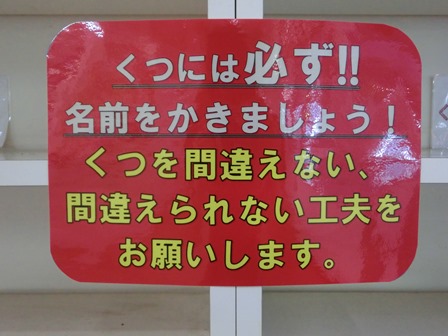 くつには必ず!!
名前をかきましょう！
くつを間違えない、
間違えられない工夫を
お願いします。